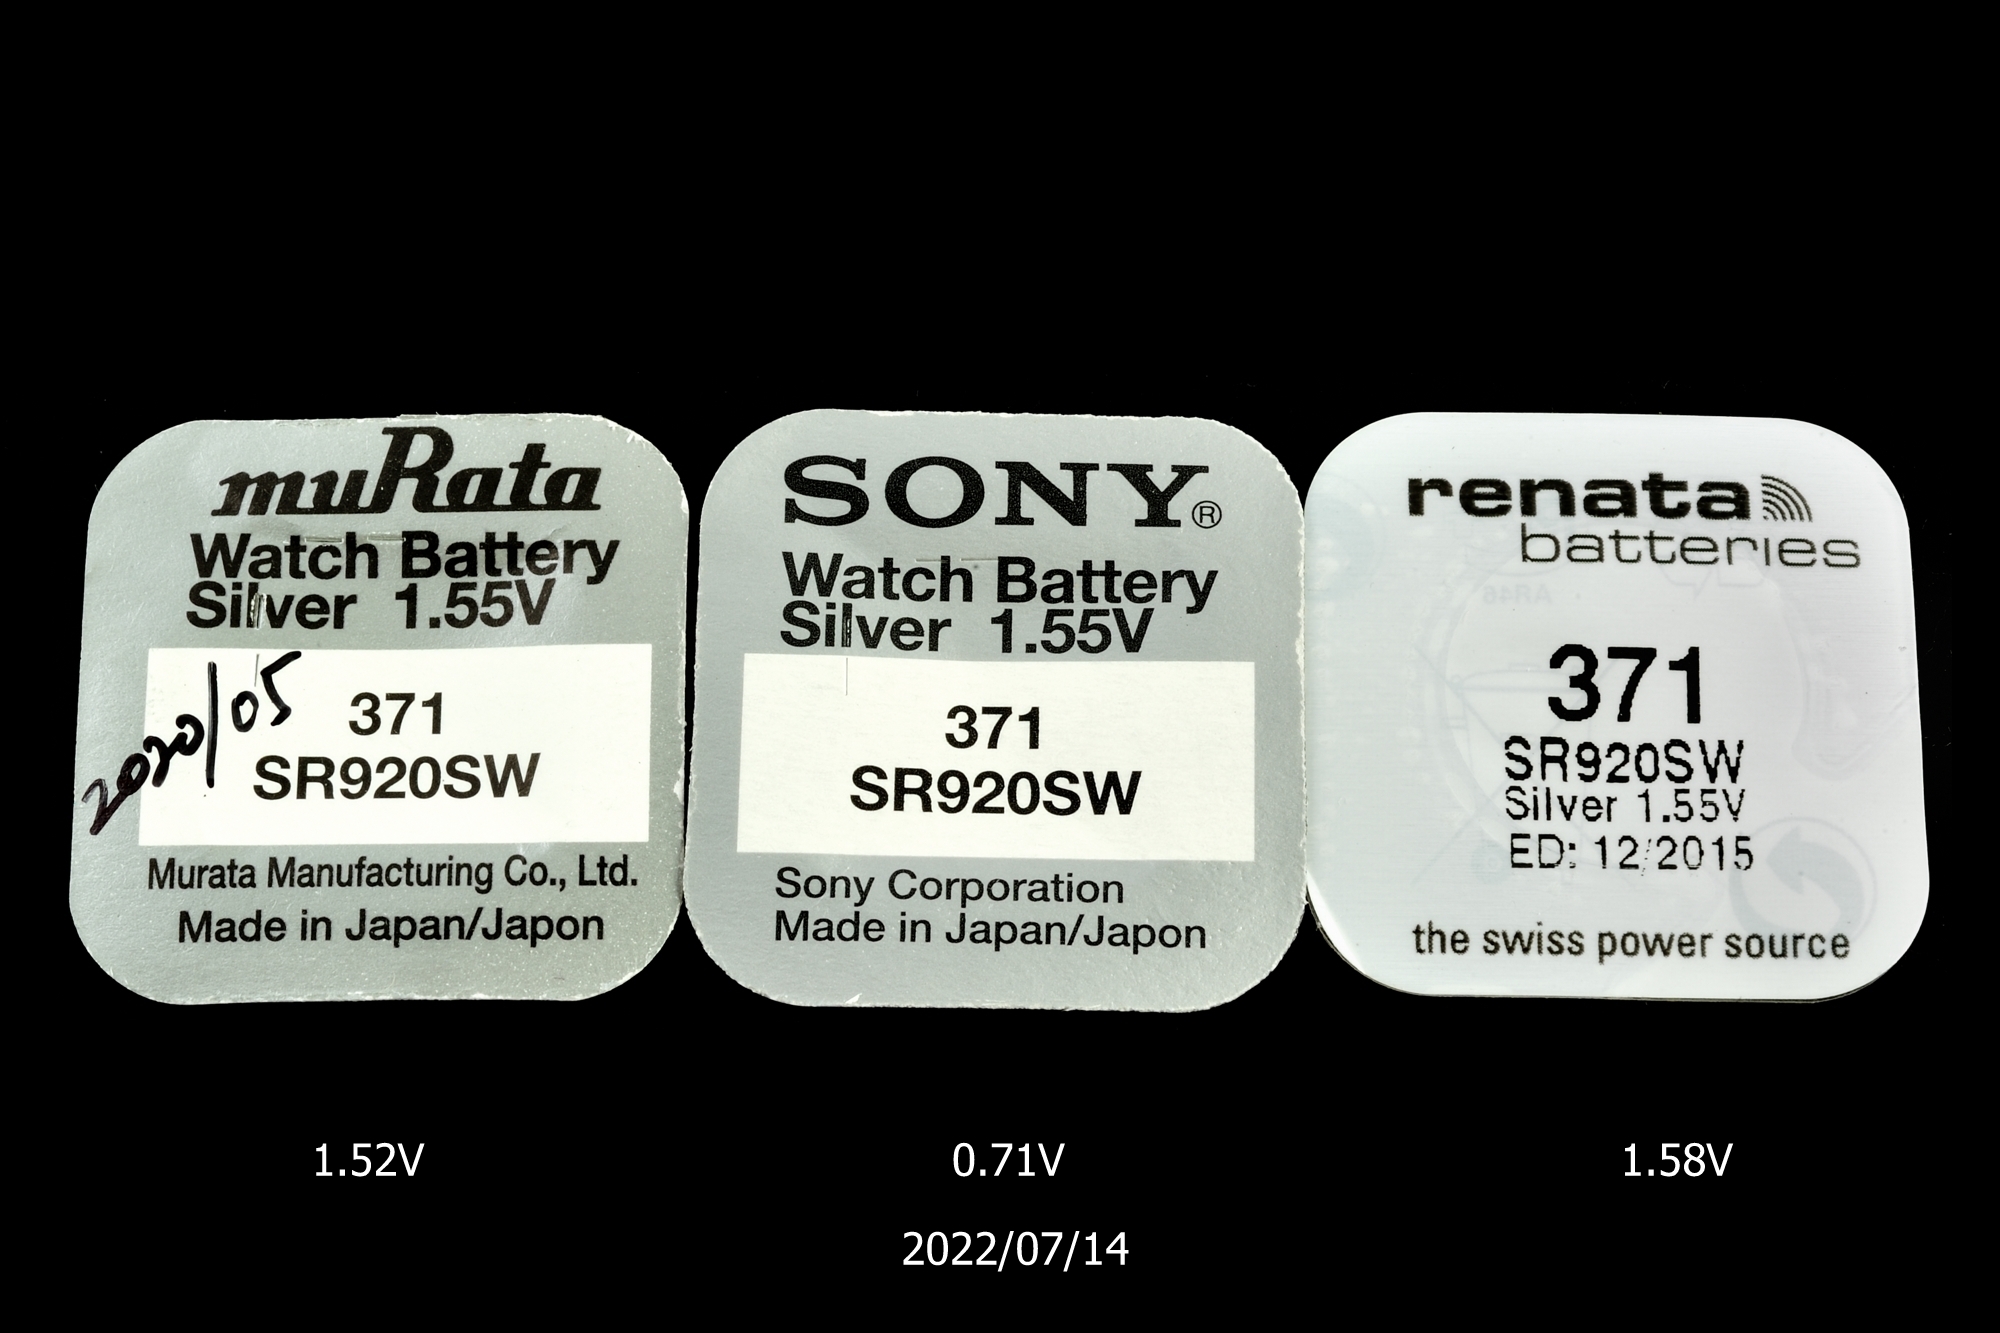 muRata
Watch Battery
Silver 1.55V
2020/05
371
SR920SW
Murata Manufacturing Co., Ltd.
Made in Japan/Japon
SONY®
Watch Battery
Silver 1.55V
371
SR920SW
Sony Corporation
Made in Japan/Japon
renata
batteries
AR46
371
SR920SW
Silver 1.55V
ED: 12/2015
the swiss power source
1.52V
0.71V
1.58V
2022/07/14